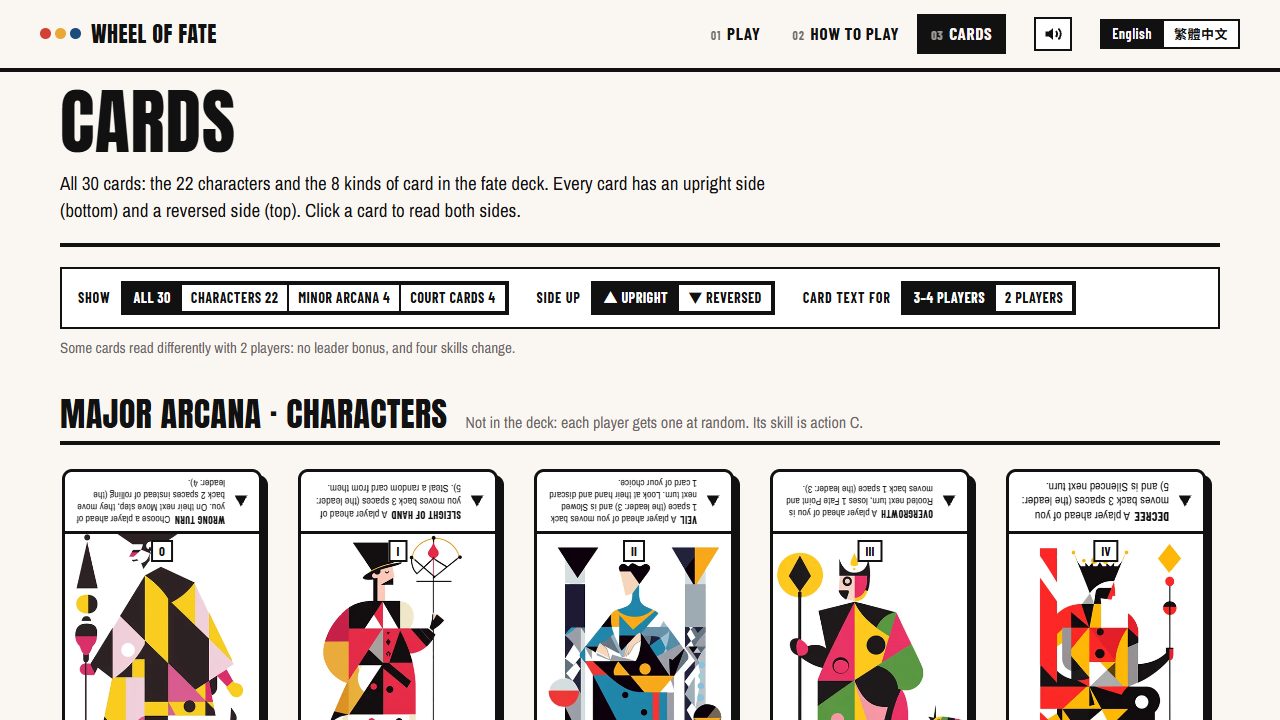 WHEEL OF FATE
01 PLAY
02 HOW TO PLAY
03 CARDS
English
繁體中文
CARDS
All 30 cards: the 22 characters and the 8 kinds of card in the fate deck. Every card has an upright side
(bottom) and a reversed side (top). Click a card to read both sides.
SHOW
ALL 30
CHARACTERS 22
MINOR ARCANA 4
COURT CARDS 4
SIDE UP
▲ UPRIGHT
▼ REVERSED
CARD TEXT FOR
3–4 PLAYERS
2 PLAYERS
Some cards read differently with 2 players: no leader bonus, and four skills change.
MAJOR ARCANA · CHARACTERS
Not in the deck: each player gets one at random. Its skill is action C.
WRONG TURN Choose a player ahead of
you. On their next Move step, they move
back 2 spaces instead of rolling (the
leader: 4).
0
SLEIGHT OF HAND A player ahead of
you moves back 3 spaces (the leader:
5). Steal a random card from them.
I
VEIL A player ahead of you moves back
1 spaces (the leader: 3) and is Slowed
next turn. Look at their hand and discard
1 card of your choice.
II
OVERGROWTH A player ahead of you is
Rooted next turn, loses 1 Fate Point and
moves back 1 space (the leader: 3).
III
DECREE A player ahead of you
moves back 3 spaces (the leader:
5) and is Silenced next turn.
IV